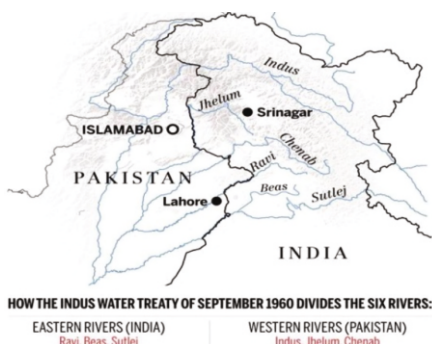 Indus
Jhelum
Srinagar
ISLAMABAD
Chenab
Ravi
PAKISTAN
Beas
Sutlej
Lahore
INDIA
HOW THE INDUS WATER TREATY OF SEPTEMBER 1960 DIVIDES THE SIX RIVERS:
EASTERN RIVERS (INDIA)
Ravi, Beas, Sutlej
WESTERN RIVERS (PAKISTAN)
Indus, Jhelum, Chenab